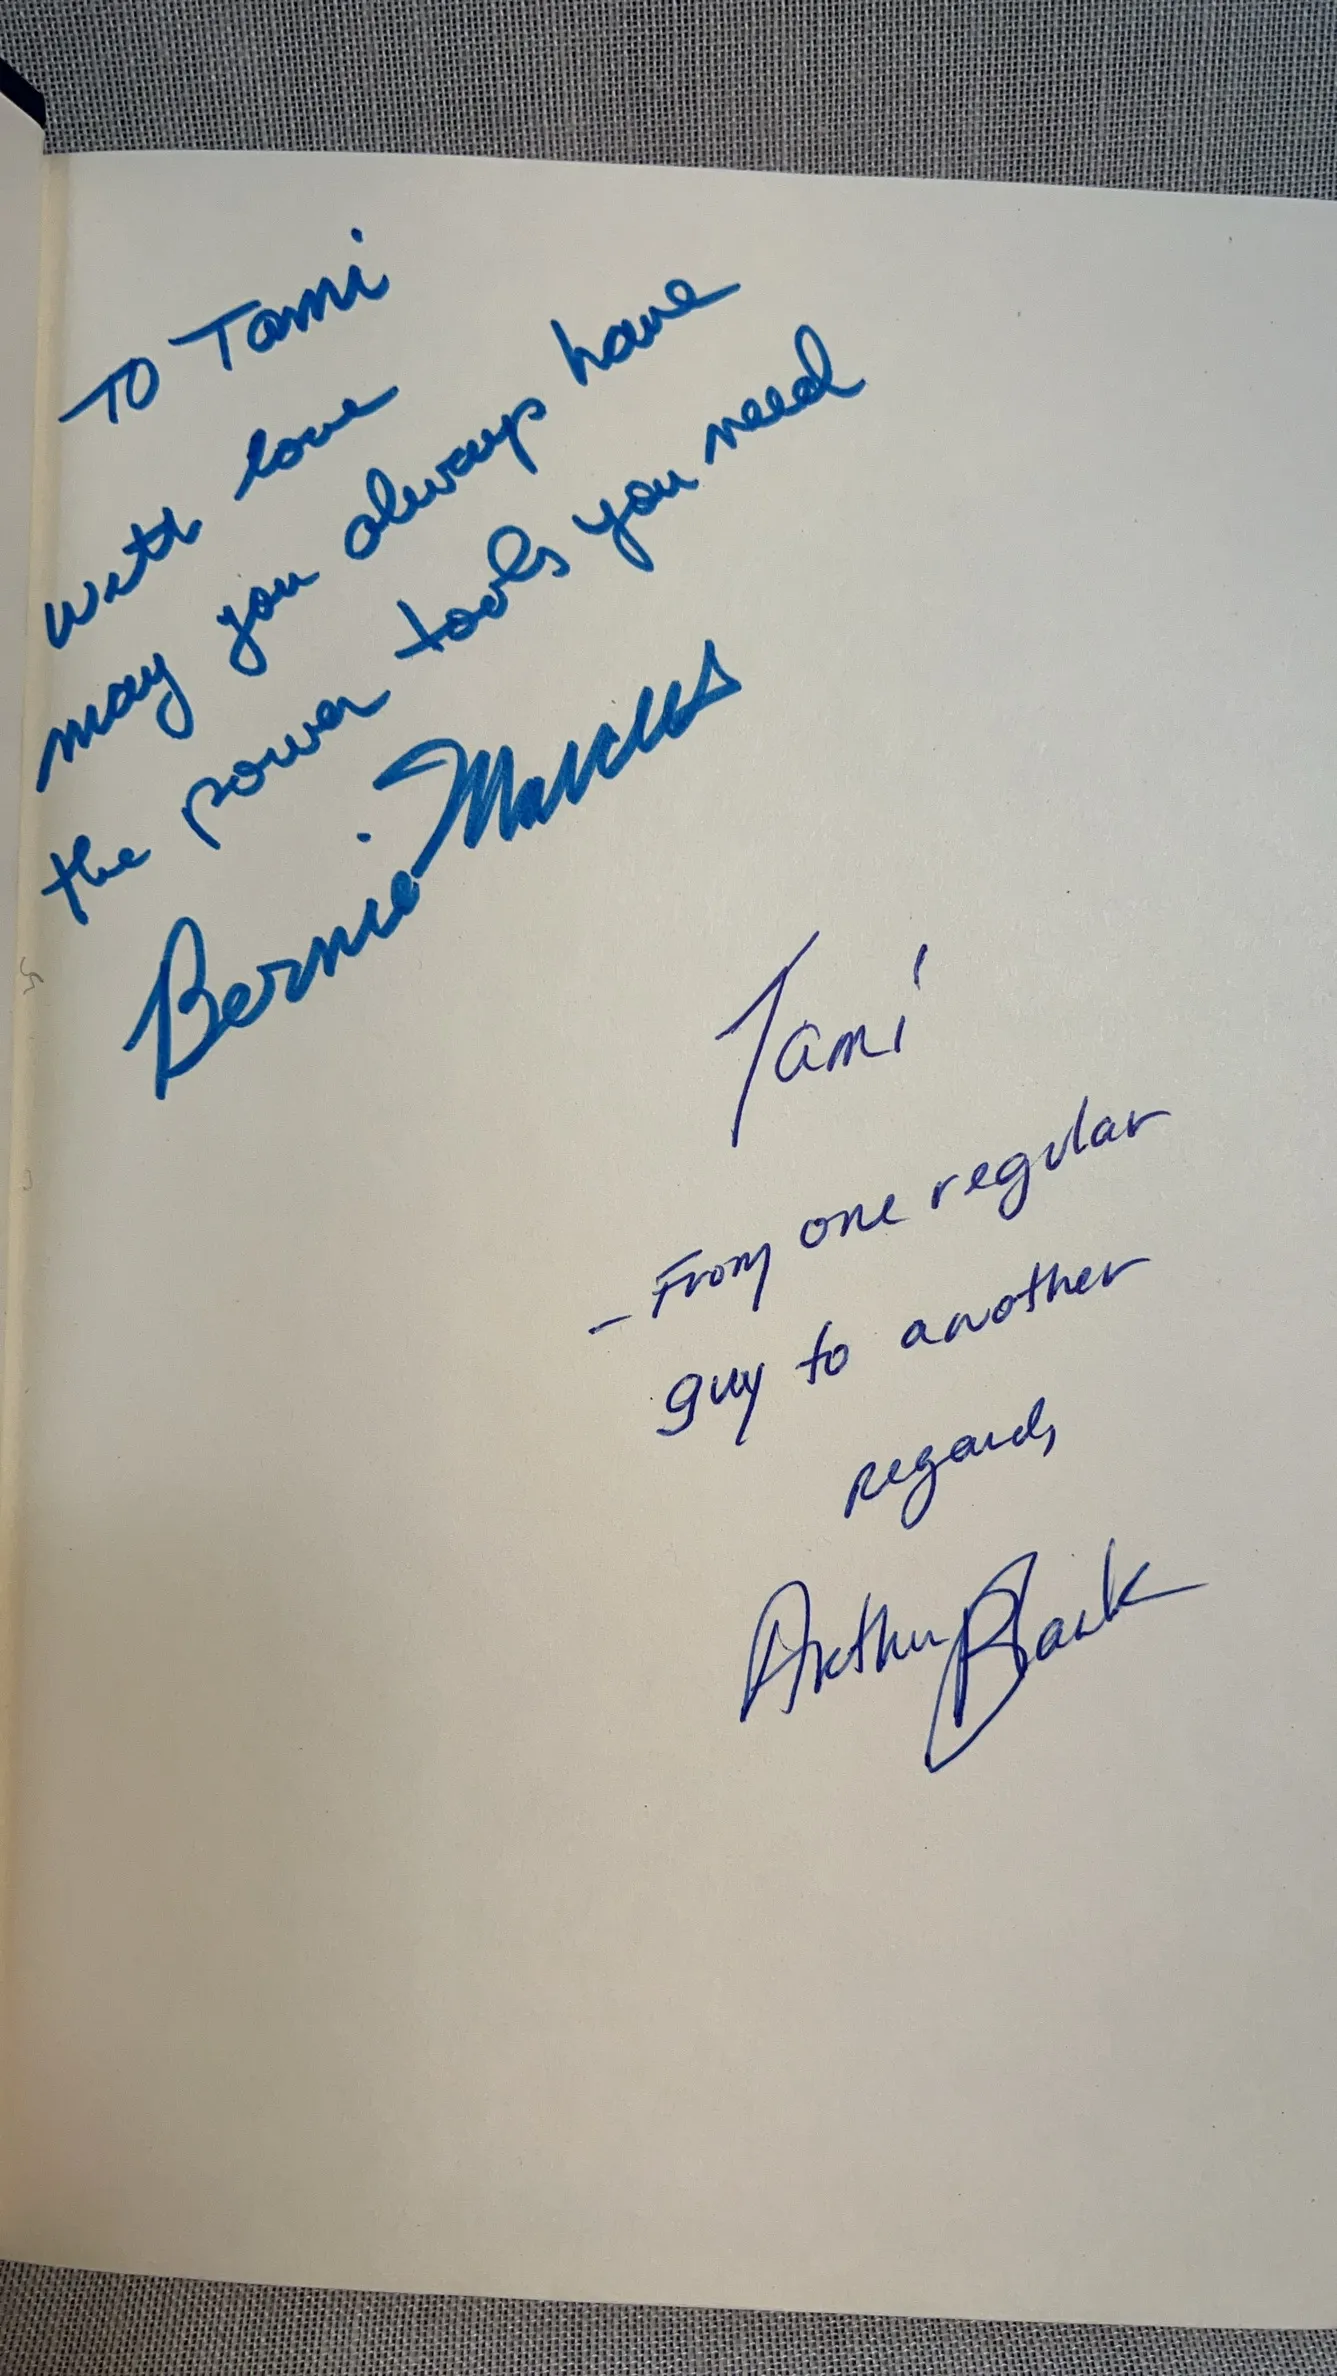 To Tami
with love
may you always have
the power tools you need
Bernie Marcus
Tami
- From one regular
guy to another
regards,
Arthur Blank